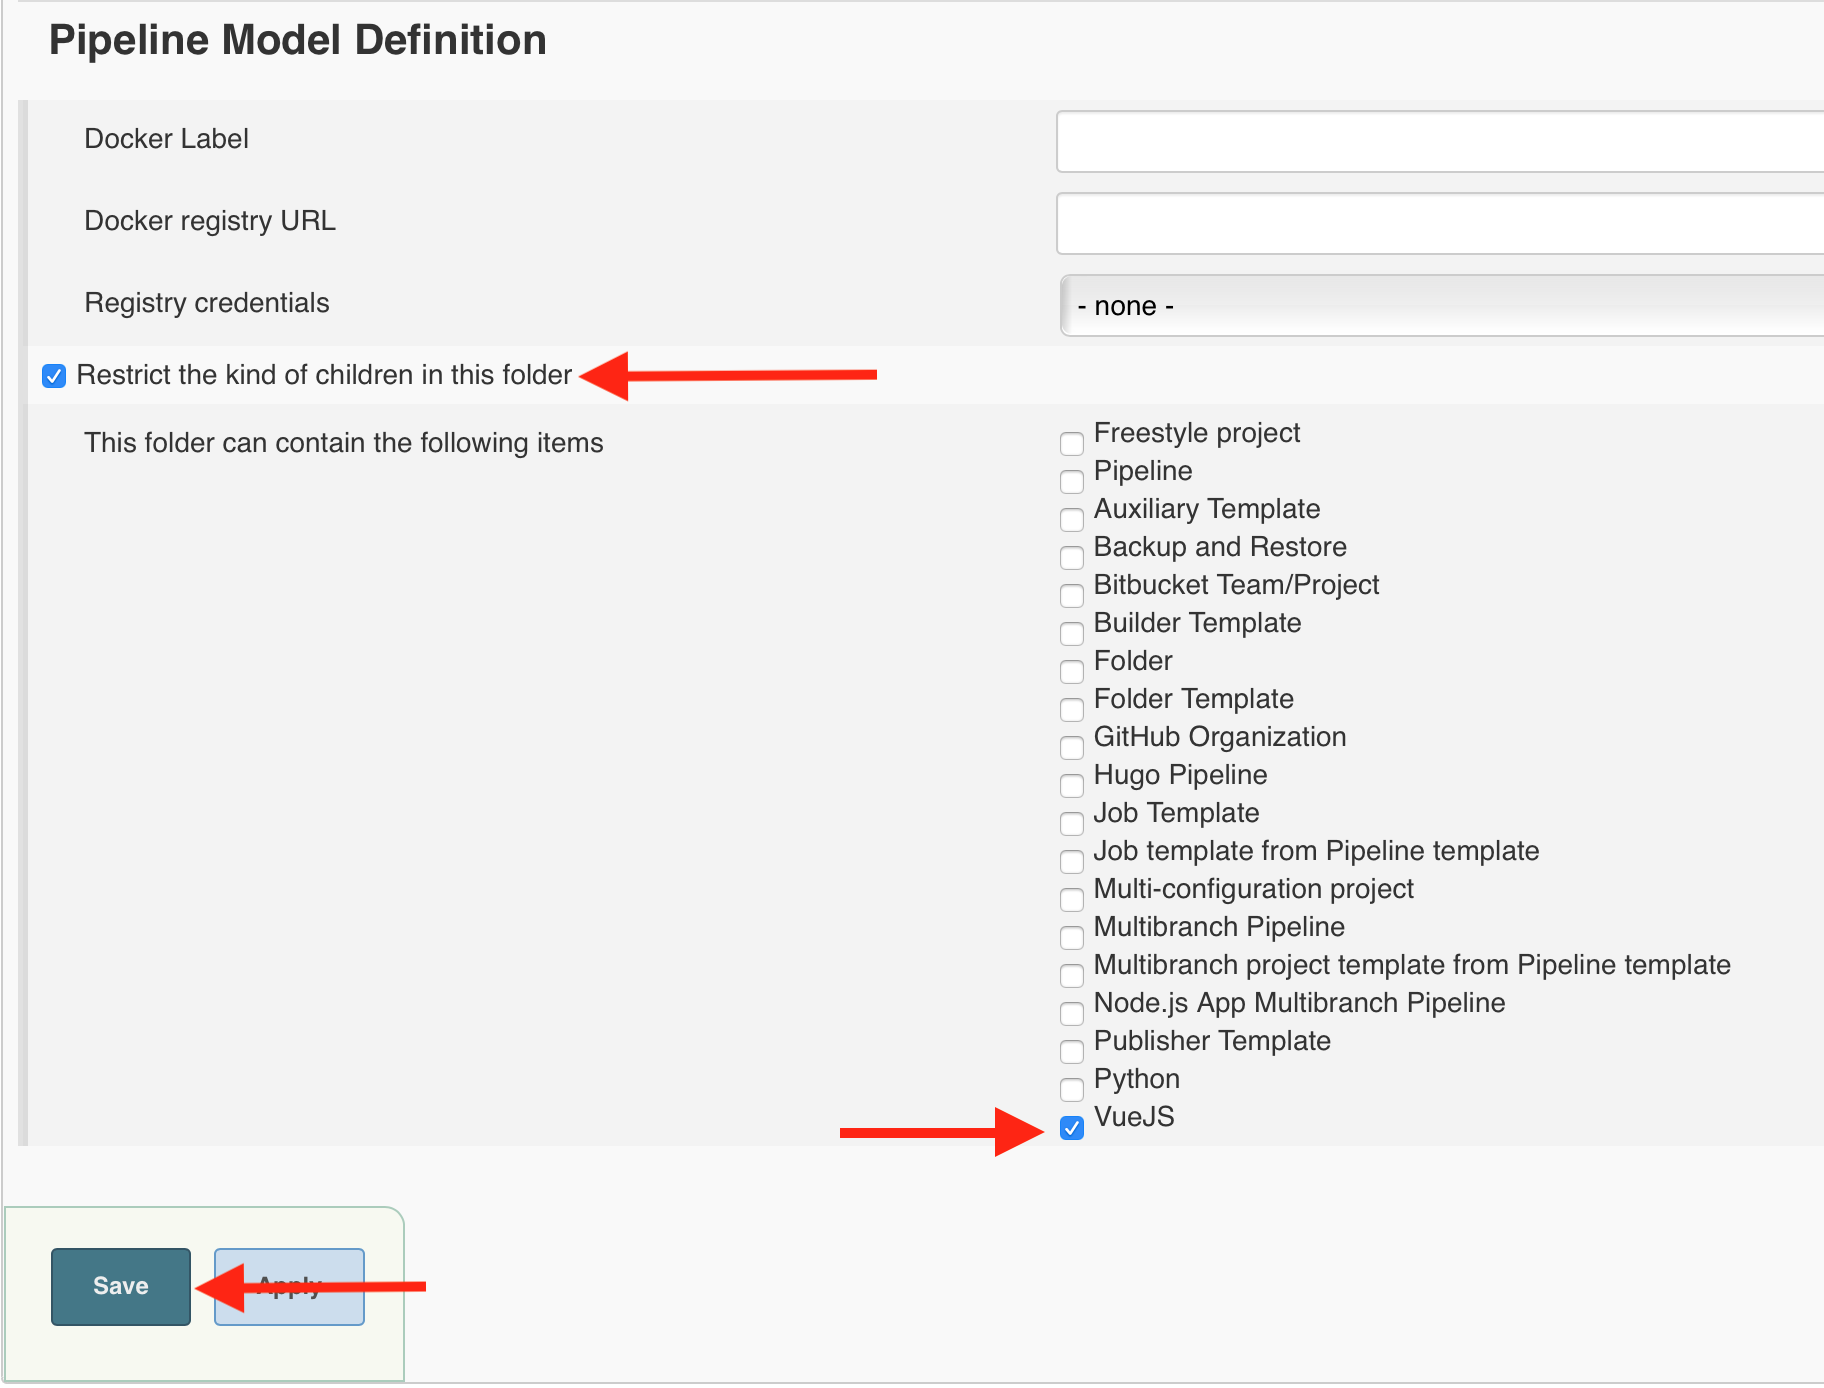 Pipeline Model Definition
Docker Label
Docker registry URL
Registry credentials
- none -
Restrict the kind of children in this folder
This folder can contain the following items
Freestyle project
Pipeline
Auxiliary Template
Backup and Restore
Bitbucket Team/Project
Builder Template
Folder
Folder Template
GitHub Organization
Hugo Pipeline
Job Template
Job template from Pipeline template
Multi-configuration project
Multibranch Pipeline
Multibranch project template from Pipeline template
Node.js App Multibranch Pipeline
Publisher Template
Python
VueJS
Save
Apply